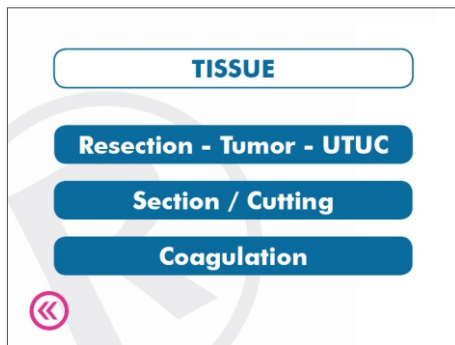 TISSUE
Resection - Tumor - UTUC
Section / Cutting
Coagulation